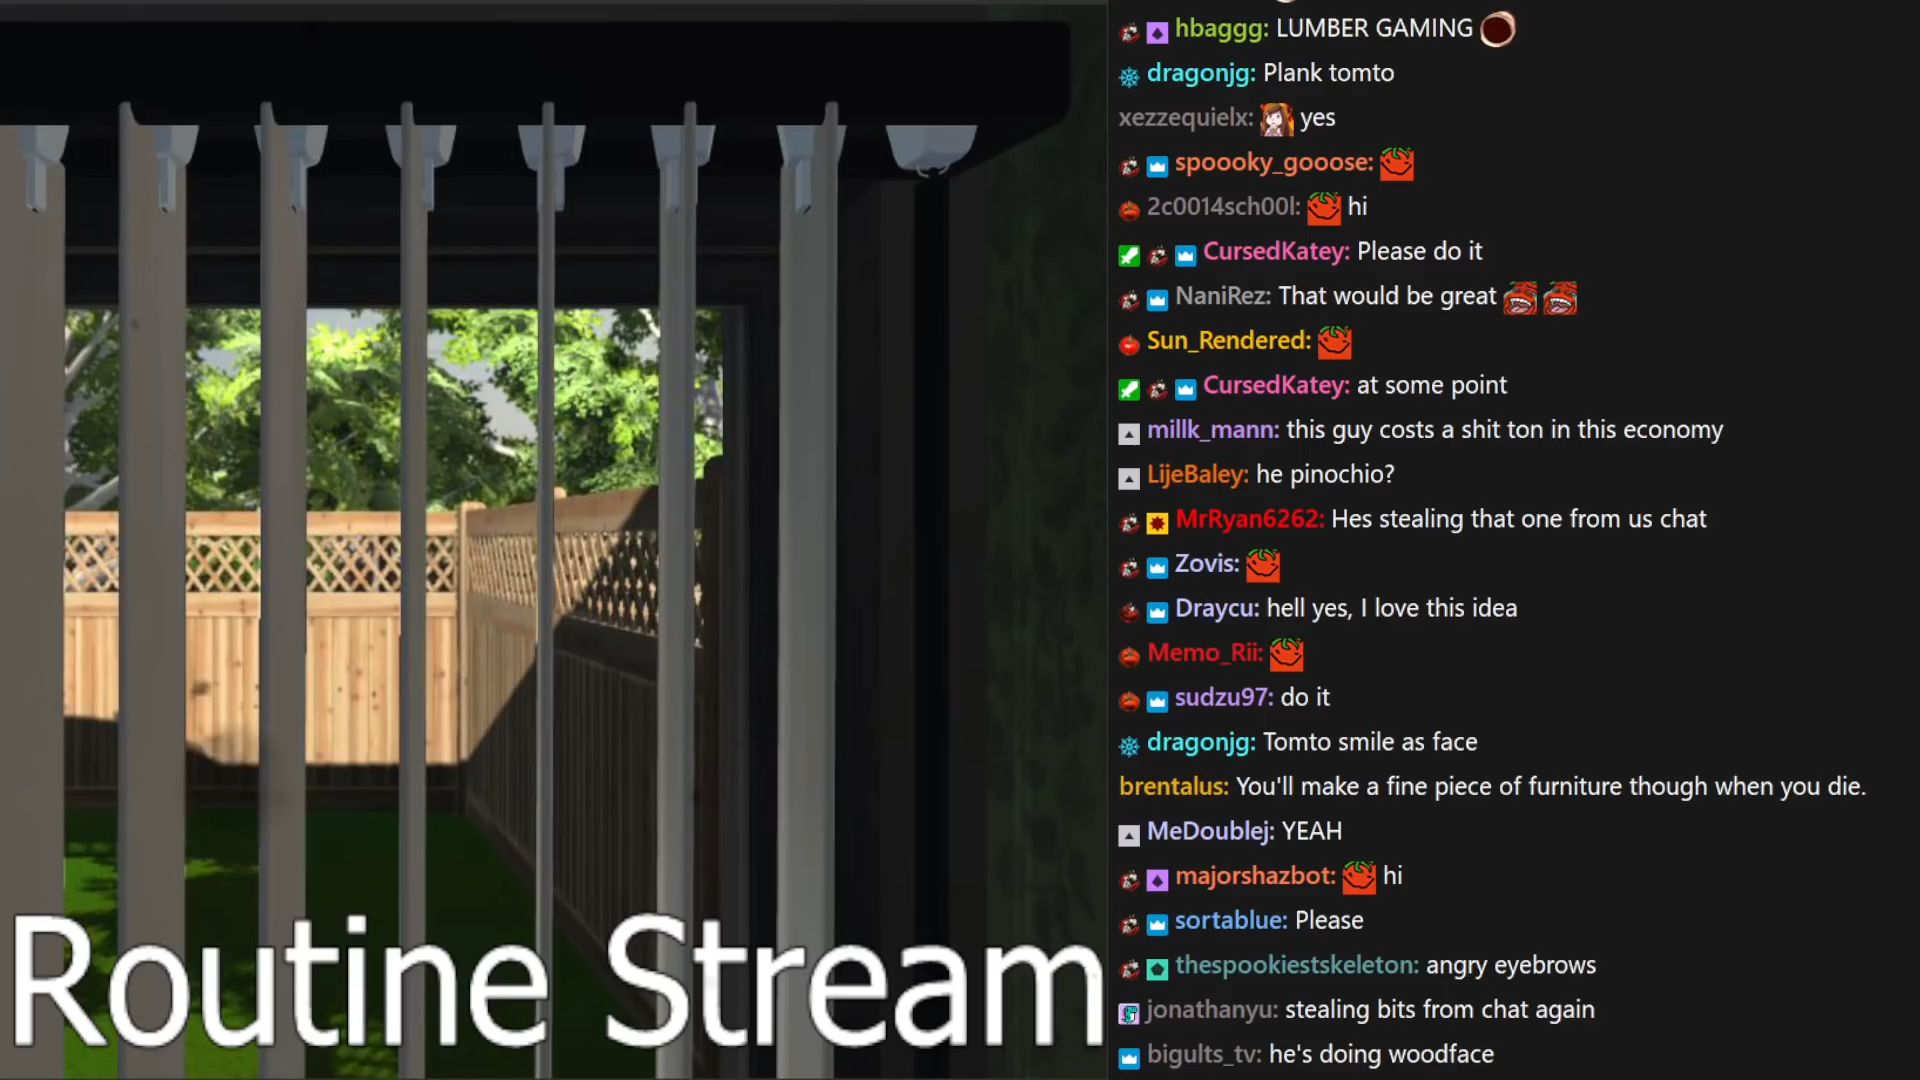 hbaggg: LUMBER GAMING
dragonjg: Plank tomto
xezzequielx: yes
spoooky_gooose:
2c0014sch00l: hi
CursedKatey: Please do it
NaniRez: That would be great
Sun_Rendered:
CursedKatey: at some point
millk_mann: this guy costs a shit ton in this economy
LijeBaley: he pinochio?
MrRyan6262: Hes stealing that one from us chat
Zovis:
Draycu: hell yes, I love this idea
Memo_Rii:
sudzu97: do it
dragonjg: Tomto smile as face
brentalus: You'll make a fine piece of furniture though when you die.
MeDoublej: YEAH
majorshazbot: hi
sortablue: Please
thespookiestskeleton: angry eyebrows
jonathanyu: stealing bits from chat again
bigults_tv: he's doing woodface
Routine Stream